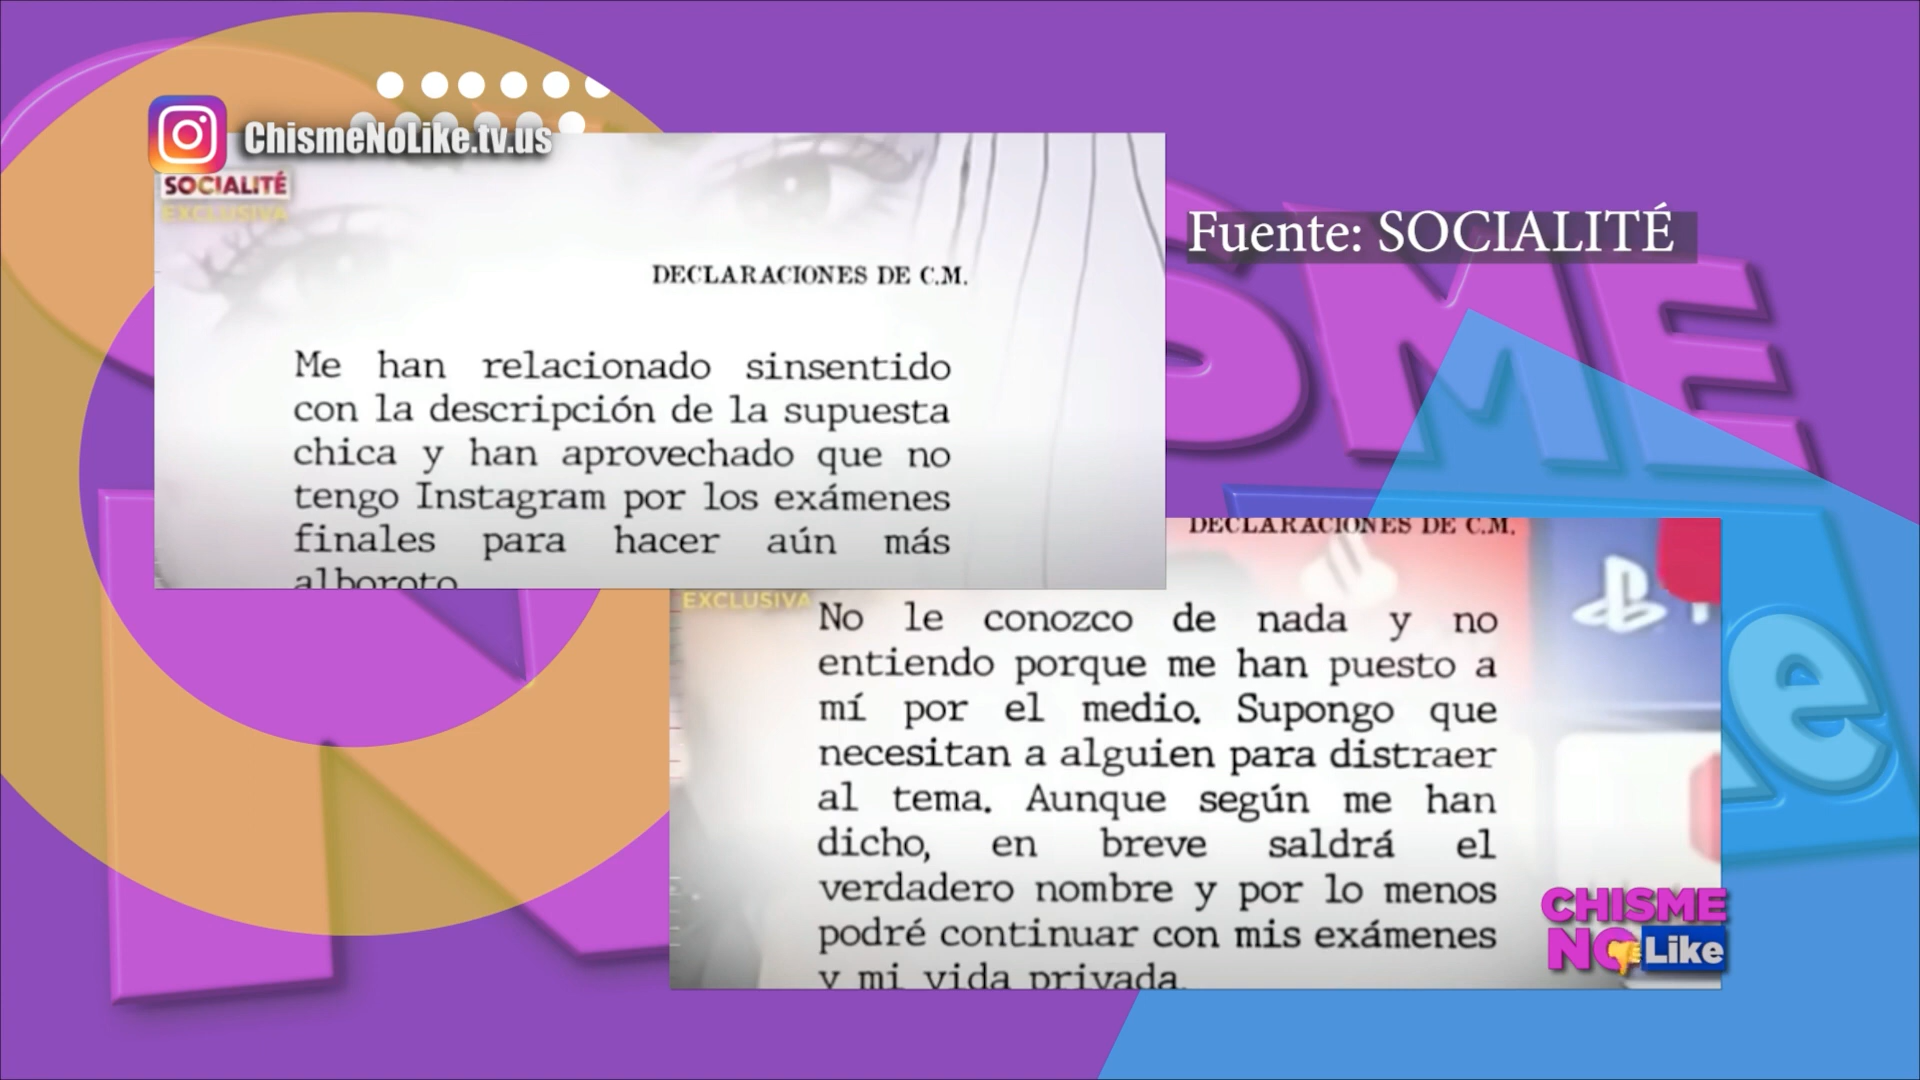 ChismeNoLike.tv.us
SOCIALITÉ
EXCLUSIVA
Fuente: SOCIALITÉ
DECLARACIONES DE C.M.
Me han relacionado sinsentido
con la descripción de la supuesta
chica y han aprovechado que no
tengo Instagram por los exámenes
finales para hacer aún más
alboroto
DECLARACIONES DE C.M.
EXCLUSIVA
No le conozco de nada y no
entiendo porque me han puesto a
mí por el medio. Supongo que
necesitan a alguien para distraer
al tema. Aunque según me han
dicho, en breve saldrá el
verdadero nombre y por lo menos
podré continuar con mis exámenes
y mi vida privada.
CHISME
NO Like